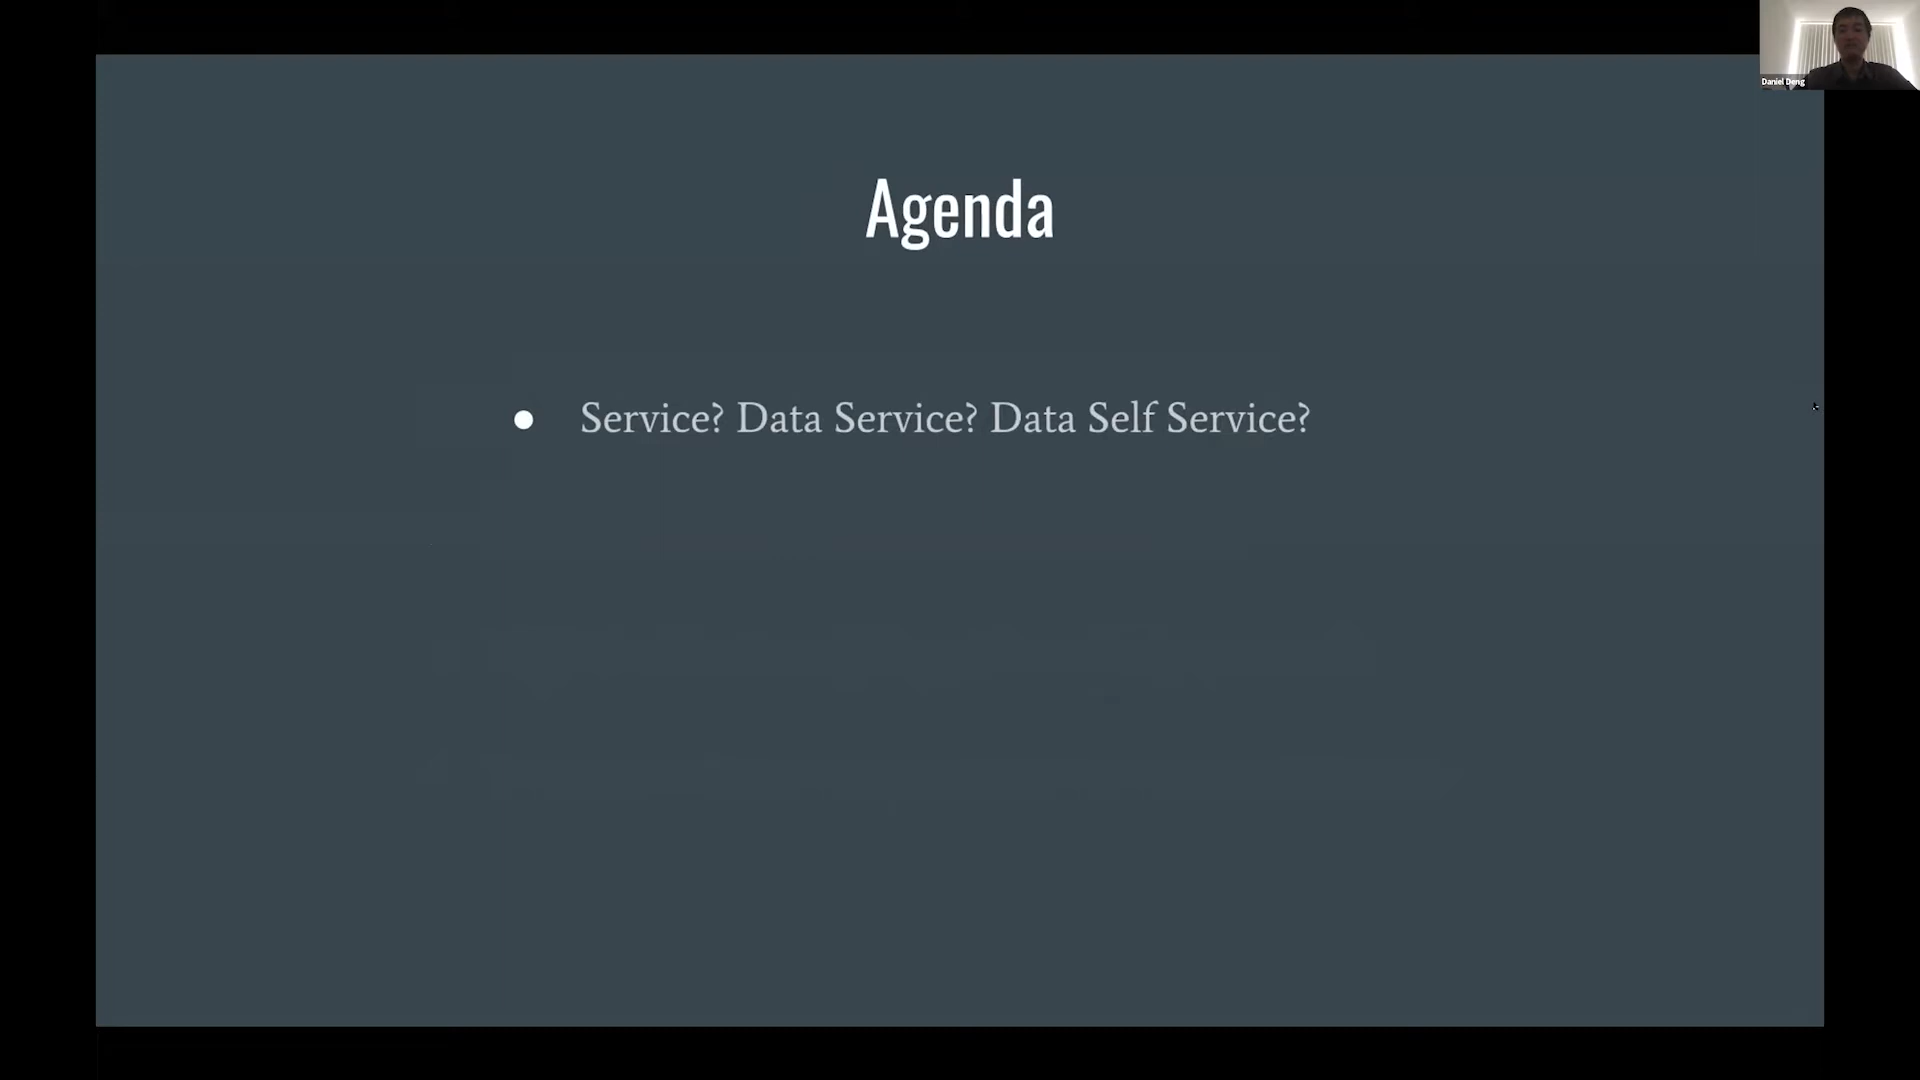 Daniel Deng
Agenda
● Service? Data Service? Data Self Service?